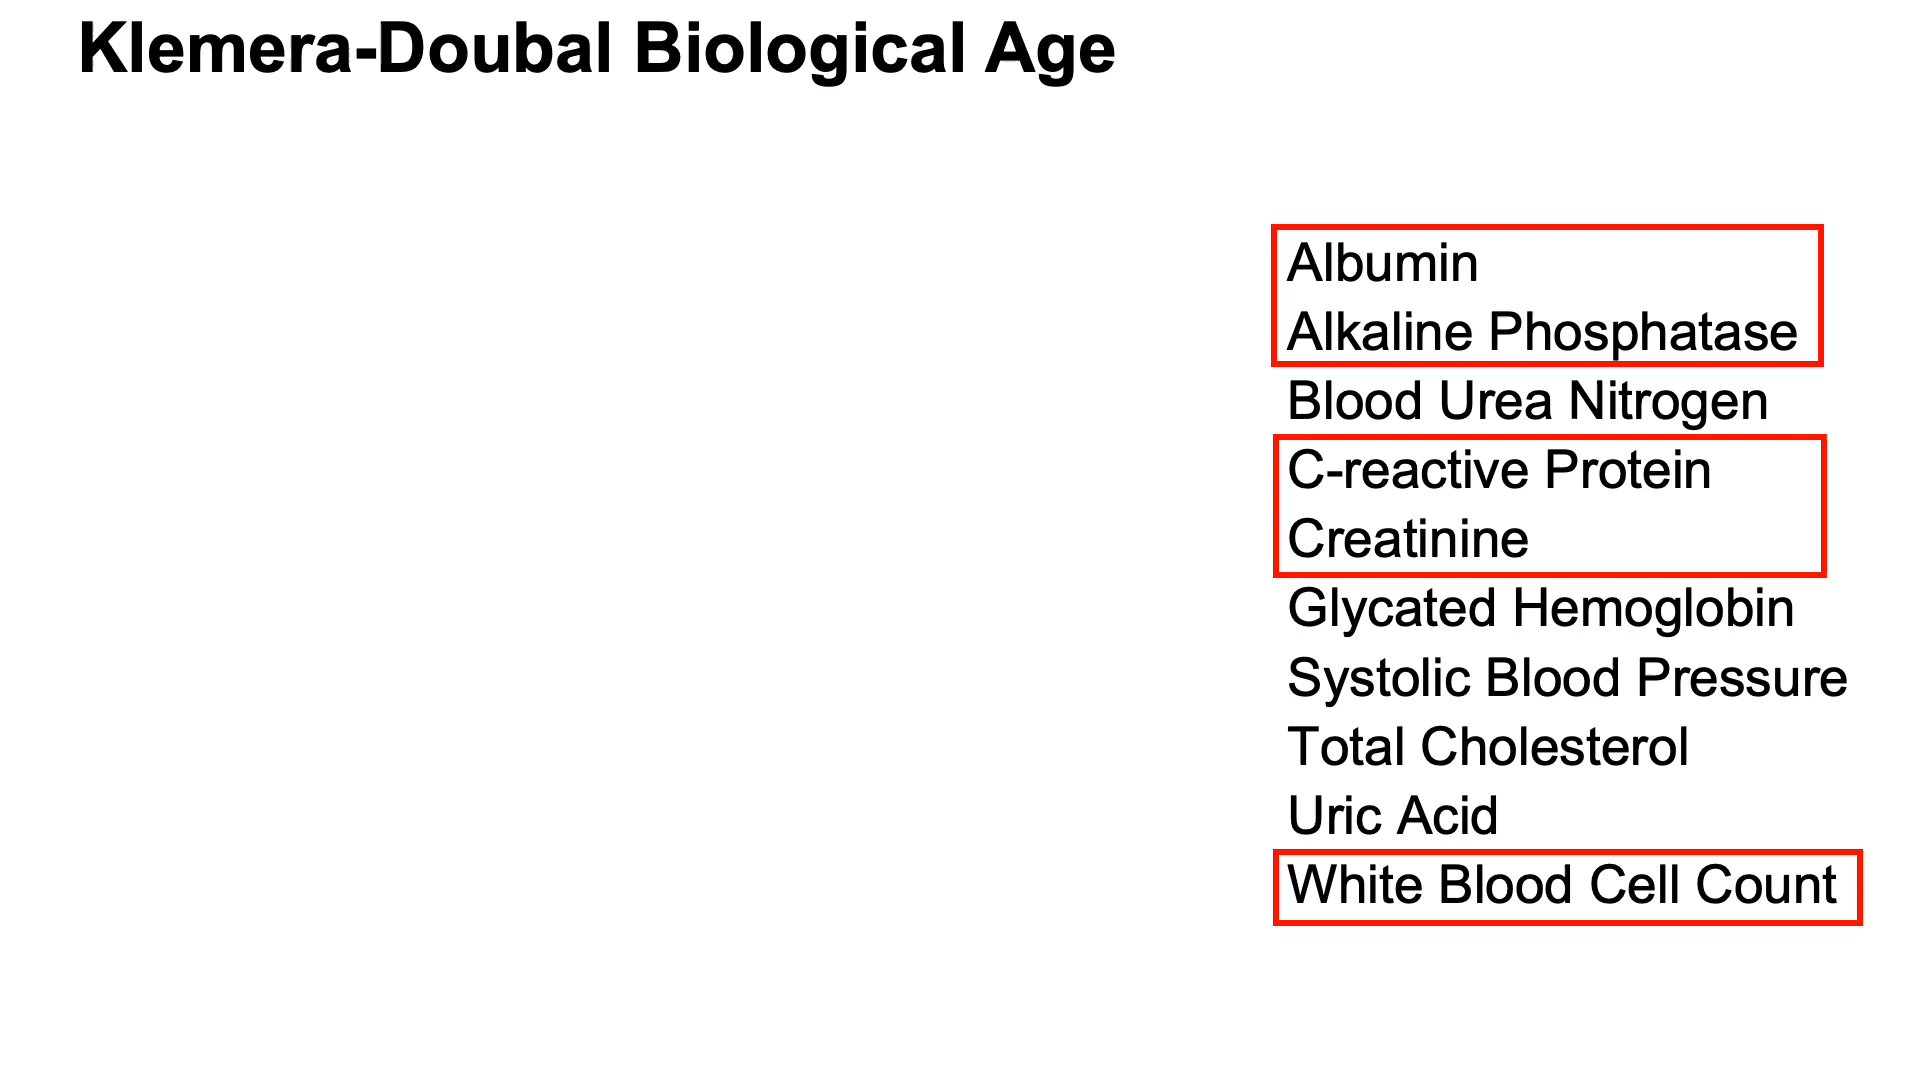 Klemera-Doubal Biological Age
Albumin
Alkaline Phosphatase
Blood Urea Nitrogen
C-reactive Protein
Creatinine
Glycated Hemoglobin
Systolic Blood Pressure
Total Cholesterol
Uric Acid
White Blood Cell Count